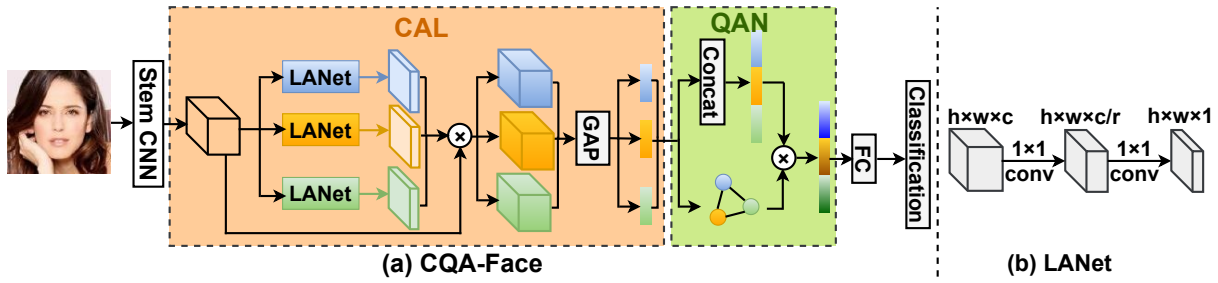 CAL
QAN
Stem CNN
LANet
LANet
LANet
×
GAP
Concat
×
FC
Classification
h×w×c
h×w×c/r
h×w×1
1×1
conv
1×1
conv
(a) CQA-Face
(b) LANet